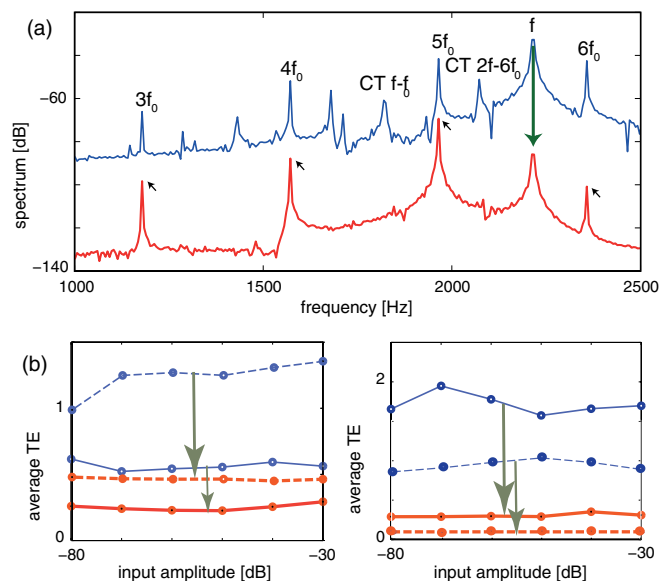 (a)
f
5f0
6f0
4f0
CT 2f-6f0
CT f-f0
3f0
-60
spectrum [dB]
-140
1000 1500 2000 2500
frequency [Hz]
(b)
1
2
average TE
average TE
0
0
-80 -30
-80 -30
input amplitude [dB]
input amplitude [dB]